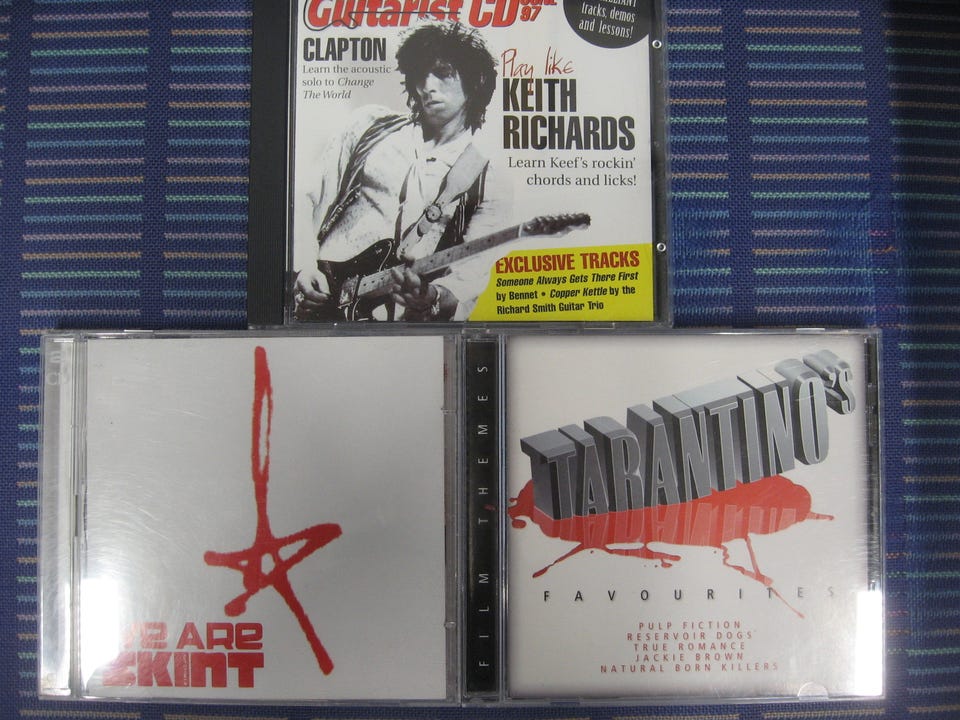 Guitarist CD JUNE 97
tracks, demos
and lessons!
CLAPTON
Learn the acoustic
solo to Change
The World
Play like
KEITH
RICHARDS
Learn Keef's rockin'
chords and licks!
EXCLUSIVE TRACKS
Someone Always Gets There First
by Bennet • Copper Kettle by the
Richard Smith Guitar Trio
WE ARE
SKINT
FILM THEMES
TARANTINO'S
FAVOURITES
PULP FICTION
RESERVOIR DOGS
TRUE ROMANCE
JACKIE BROWN
NATURAL BORN KILLERS